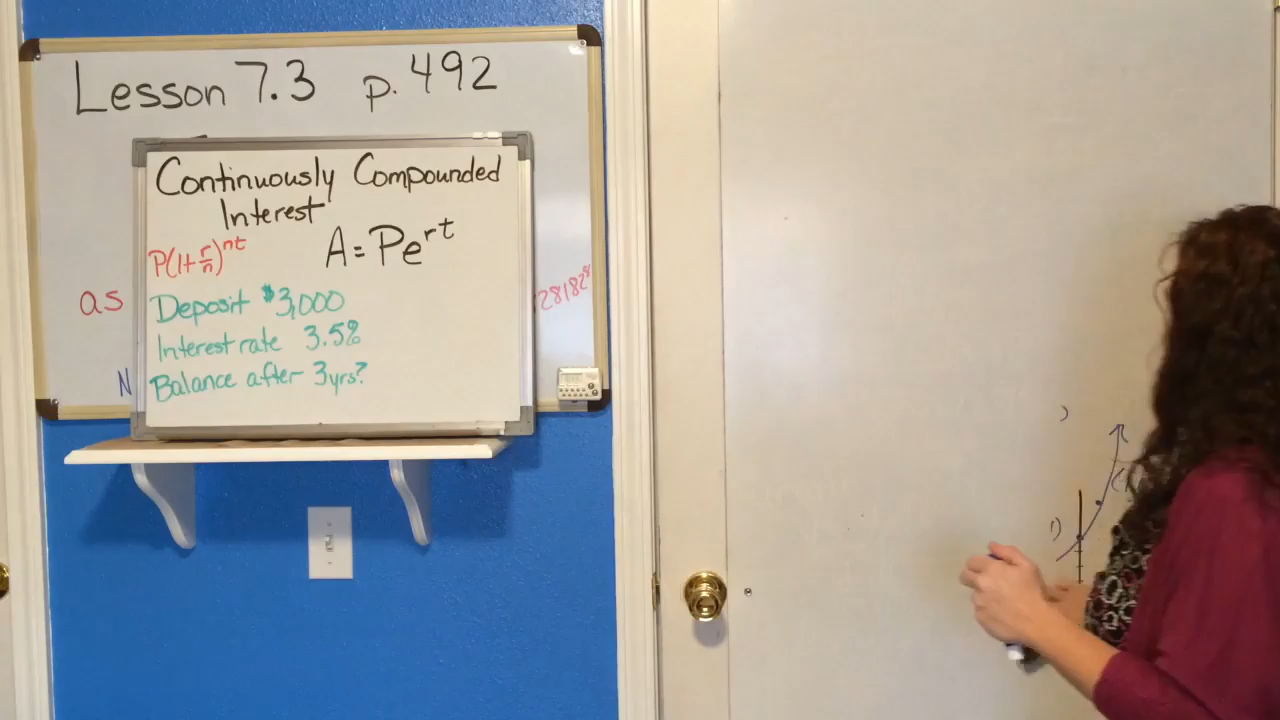 Lesson 7.3 p. 492
Continuously Compounded
Interest
P(1+r/n)^nt
A = Pe^rt
as
Deposit $3,000
Interest rate 3.5%
N
Balance after 3yrs?